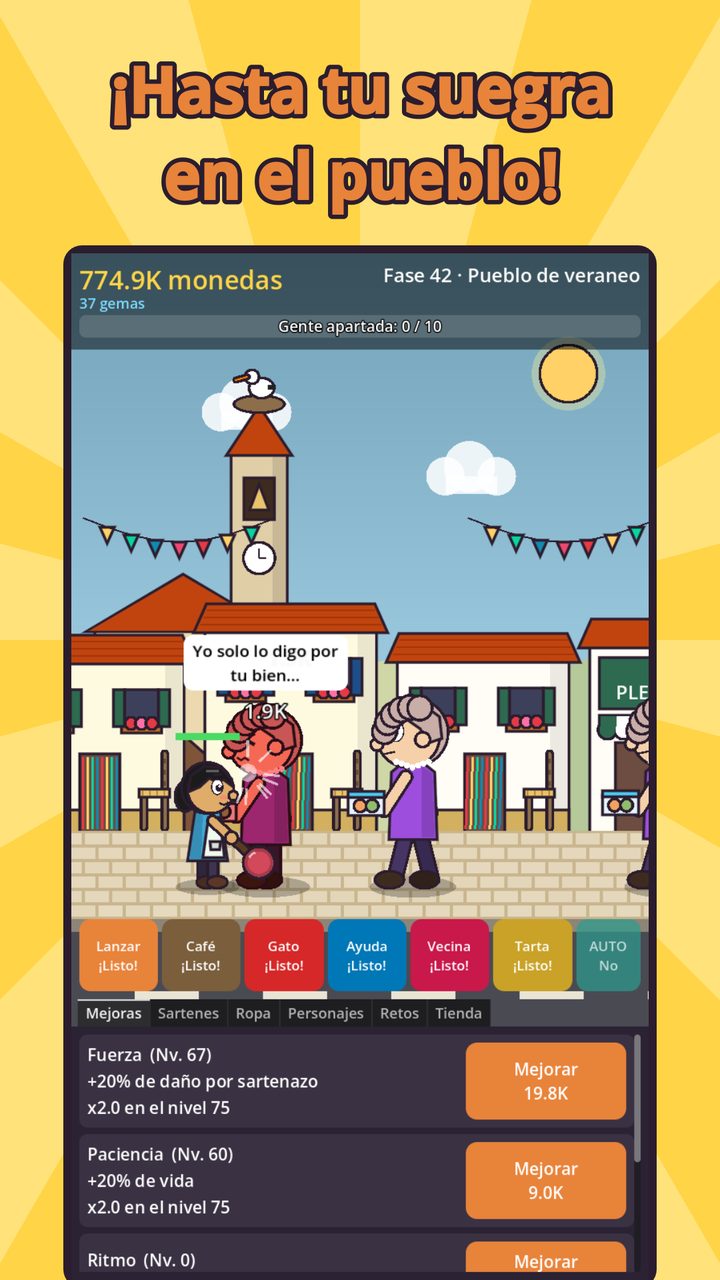 ¡Hasta tu suegra
en el pueblo!
774.9K monedas
Fase 42 · Pueblo de veraneo
37 gemas
Gente apartada: 0 / 10
Yo solo lo digo por
tu bien...
1.9K
PLE
Lanzar
¡Listo!
Café
¡Listo!
Gato
¡Listo!
Ayuda
¡Listo!
Vecina
¡Listo!
Tarta
¡Listo!
AUTO
No
Mejoras
Sartenes
Ropa
Personajes
Retos
Tienda
Fuerza (Nv. 67)
+20% de daño por sartenazo
x2.0 en el nivel 75
Mejorar
19.8K
Paciencia (Nv. 60)
+20% de vida
x2.0 en el nivel 75
Mejorar
9.0K
Ritmo (Nv. 0)
Mejorar